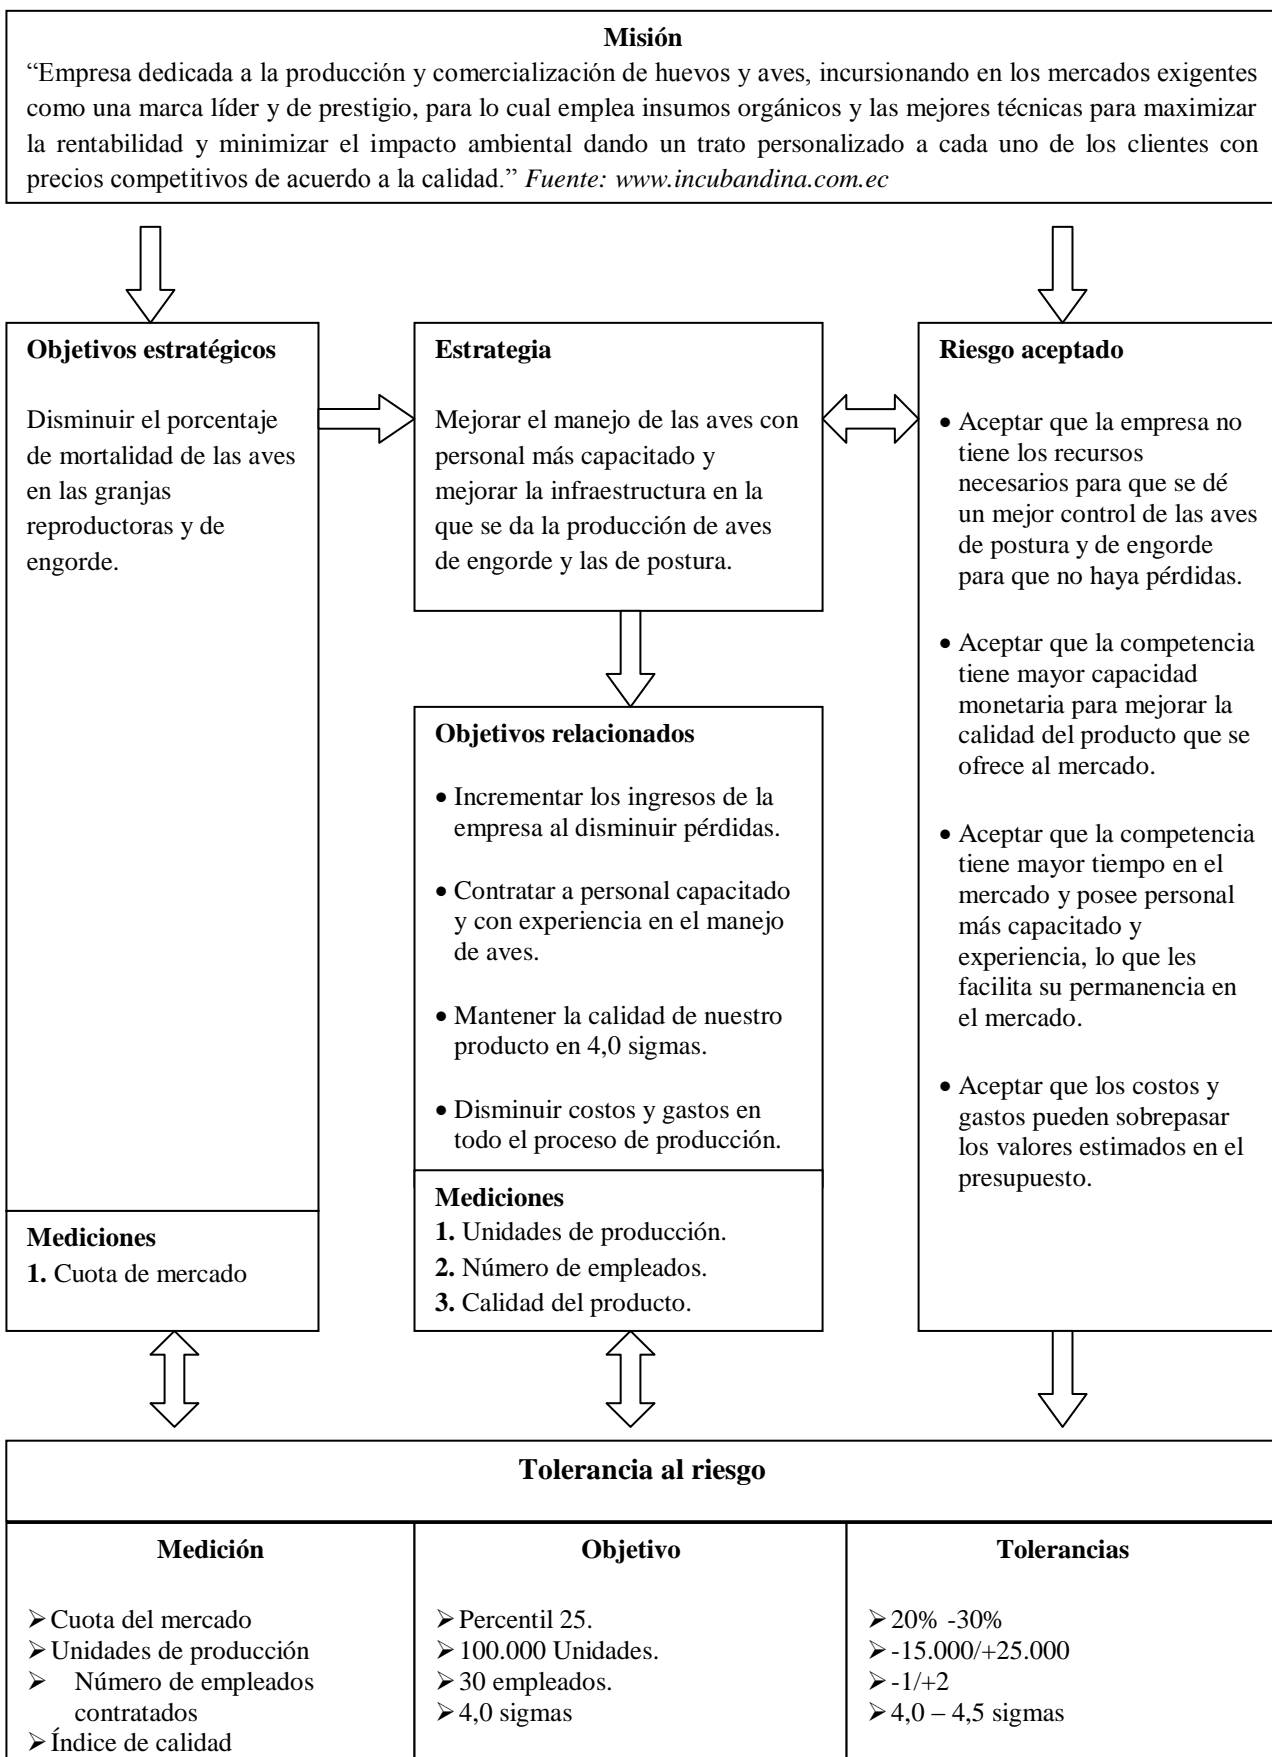 Misión
“Empresa dedicada a la producción y comercialización de huevos y aves, incursionando en los mercados exigentes
como una marca líder y de prestigio, para lo cual emplea insumos orgánicos y las mejores técnicas para maximizar
la rentabilidad y minimizar el impacto ambiental dando un trato personalizado a cada uno de los clientes con
precios competitivos de acuerdo a la calidad.” Fuente: www.incubandina.com.ec
Objetivos estratégicos
Disminuir el porcentaje
de mortalidad de las aves
en las granjas
reproductoras y de
engorde.
Mediciones
1. Cuota de mercado
Estrategia
Mejorar el manejo de las aves con
personal más capacitado y
mejorar la infraestructura en la
que se da la producción de aves
de engorde y las de postura.
Objetivos relacionados
• Incrementar los ingresos de la
empresa al disminuir pérdidas.
• Contratar a personal capacitado
y con experiencia en el manejo
de aves.
• Mantener la calidad de nuestro
producto en 4,0 sigmas.
• Disminuir costos y gastos en
todo el proceso de producción.
Mediciones
1. Unidades de producción.
2. Número de empleados.
3. Calidad del producto.
Riesgo aceptado
• Aceptar que la empresa no
tiene los recursos
necesarios para que se dé
un mejor control de las aves
de postura y de engorde
para que no haya pérdidas.
• Aceptar que la competencia
tiene mayor capacidad
monetaria para mejorar la
calidad del producto que se
ofrece al mercado.
• Aceptar que la competencia
tiene mayor tiempo en el
mercado y posee personal
más capacitado y
experiencia, lo que les
facilita su permanencia en
el mercado.
• Aceptar que los costos y
gastos pueden sobrepasar
los valores estimados en el
presupuesto.
Tolerancia al riesgo
Medición
➢ Cuota del mercado
➢ Unidades de producción
➢ Número de empleados
contratados
➢ Índice de calidad
Objetivo
➢ Percentil 25.
➢ 100.000 Unidades.
➢ 30 empleados.
➢ 4,0 sigmas
Tolerancias
➢ 20% -30%
➢ -15.000/+25.000
➢ -1/+2
➢ 4,0 – 4,5 sigmas